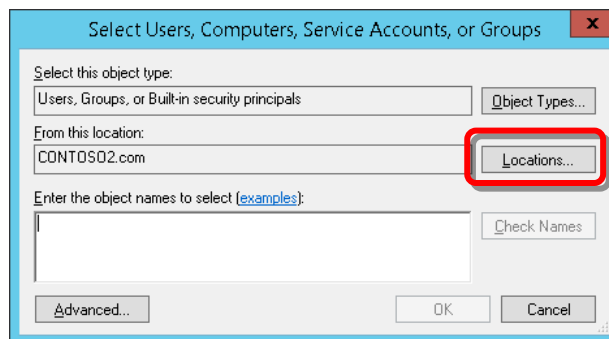 Select Users, Computers, Service Accounts, or Groups
x
Select this object type:
Users, Groups, or Built-in security principals
Object Types...
From this location:
CONTOSO2.com
Locations...
Enter the object names to select (examples):
Check Names
Advanced...
OK
Cancel